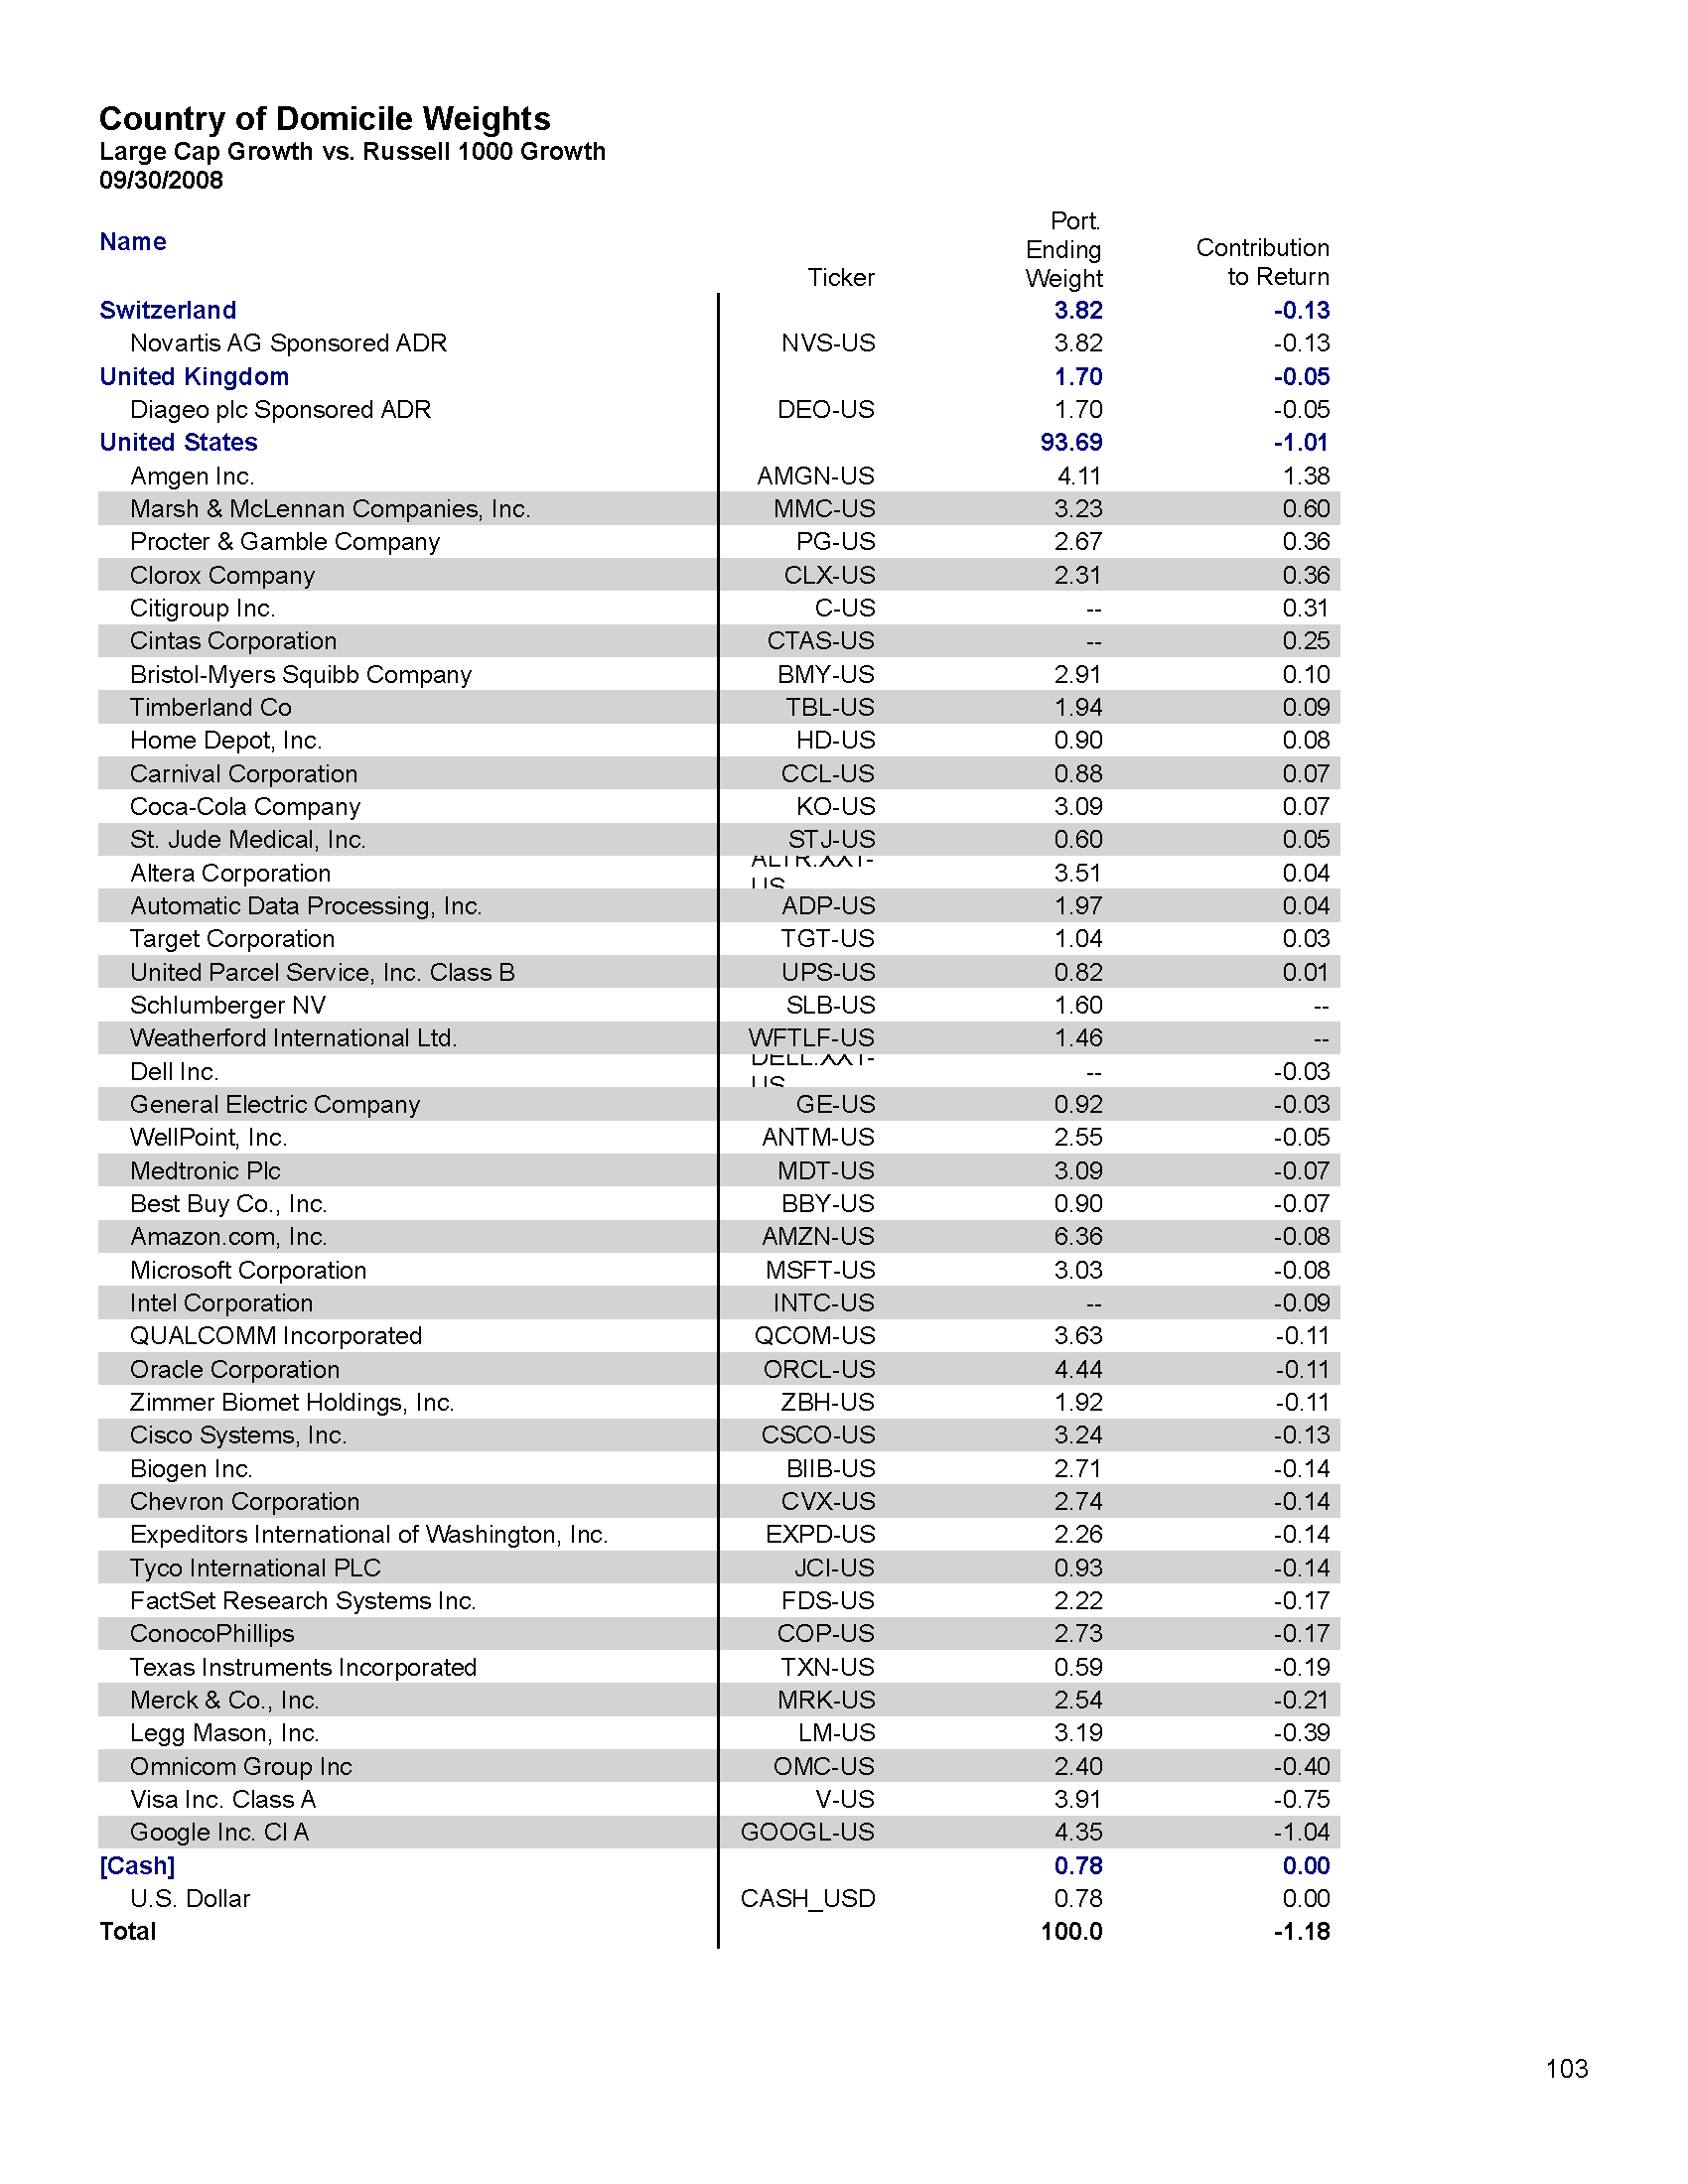 Country of Domicile Weights
Large Cap Growth vs. Russell 1000 Growth
09/30/2008
Name Ticker Port. Ending Weight Contribution to Return
Switzerland 3.82 -0.13
Novartis AG Sponsored ADR NVS-US 3.82 -0.13
United Kingdom 1.70 -0.05
Diageo plc Sponsored ADR DEO-US 1.70 -0.05
United States 93.69 -1.01
Amgen Inc. AMGN-US 4.11 1.38
Marsh & McLennan Companies, Inc. MMC-US 3.23 0.60
Procter & Gamble Company PG-US 2.67 0.36
Clorox Company CLX-US 2.31 0.36
Citigroup Inc. C-US -- 0.31
Cintas Corporation CTAS-US -- 0.25
Bristol-Myers Squibb Company BMY-US 2.91 0.10
Timberland Co TBL-US 1.94 0.09
Home Depot, Inc. HD-US 0.90 0.08
Carnival Corporation CCL-US 0.88 0.07
Coca-Cola Company KO-US 3.09 0.07
St. Jude Medical, Inc. STJ-US 0.60 0.05
Altera Corporation ALTR.XX1-US 3.51 0.04
Automatic Data Processing, Inc. ADP-US 1.97 0.04
Target Corporation TGT-US 1.04 0.03
United Parcel Service, Inc. Class B UPS-US 0.82 0.01
Schlumberger NV SLB-US 1.60 --
Weatherford International Ltd. WFTLF-US 1.46 --
Dell Inc. DELL.XX1-US -- -0.03
General Electric Company GE-US 0.92 -0.03
WellPoint, Inc. ANTM-US 2.55 -0.05
Medtronic Plc MDT-US 3.09 -0.07
Best Buy Co., Inc. BBY-US 0.90 -0.07
Amazon.com, Inc. AMZN-US 6.36 -0.08
Microsoft Corporation MSFT-US 3.03 -0.08
Intel Corporation INTC-US -- -0.09
QUALCOMM Incorporated QCOM-US 3.63 -0.11
Oracle Corporation ORCL-US 4.44 -0.11
Zimmer Biomet Holdings, Inc. ZBH-US 1.92 -0.11
Cisco Systems, Inc. CSCO-US 3.24 -0.13
Biogen Inc. BIIB-US 2.71 -0.14
Chevron Corporation CVX-US 2.74 -0.14
Expeditors International of Washington, Inc. EXPD-US 2.26 -0.14
Tyco International PLC JCI-US 0.93 -0.14
FactSet Research Systems Inc. FDS-US 2.22 -0.17
ConocoPhillips COP-US 2.73 -0.17
Texas Instruments Incorporated TXN-US 0.59 -0.19
Merck & Co., Inc. MRK-US 2.54 -0.21
Legg Mason, Inc. LM-US 3.19 -0.39
Omnicom Group Inc OMC-US 2.40 -0.40
Visa Inc. Class A V-US 3.91 -0.75
Google Inc. Cl A GOOGL-US 4.35 -1.04
[Cash] 0.78 0.00
U.S. Dollar CASH_USD 0.78 0.00
Total 100.0 -1.18
103